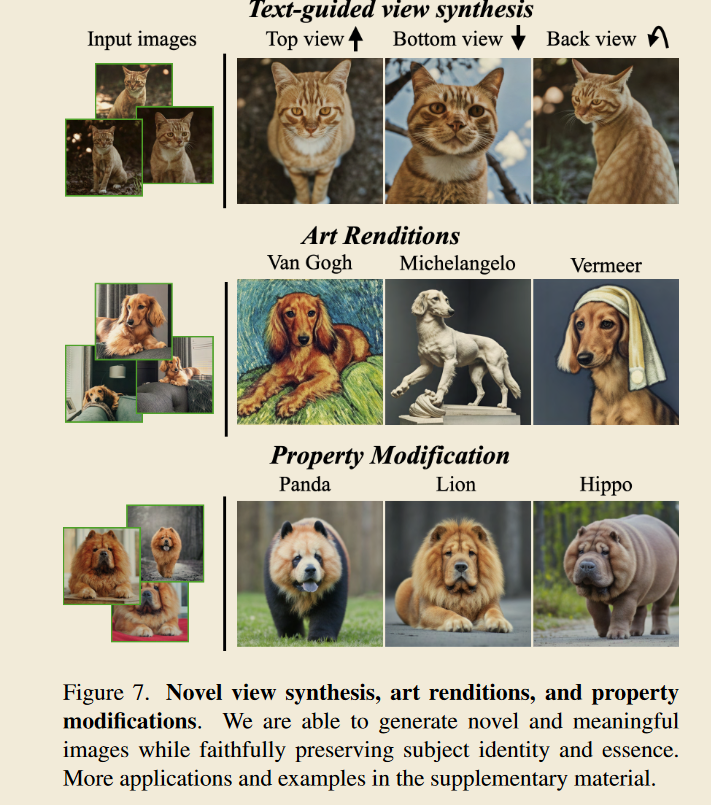 Text-guided view synthesis
Input images
Top view
Bottom view
Back view
Art Renditions
Van Gogh
Michelangelo
Vermeer
Property Modification
Panda
Lion
Hippo
Figure 7. Novel view synthesis, art renditions, and property
modifications. We are able to generate novel and meaningful
images while faithfully preserving subject identity and essence.
More applications and examples in the supplementary material.